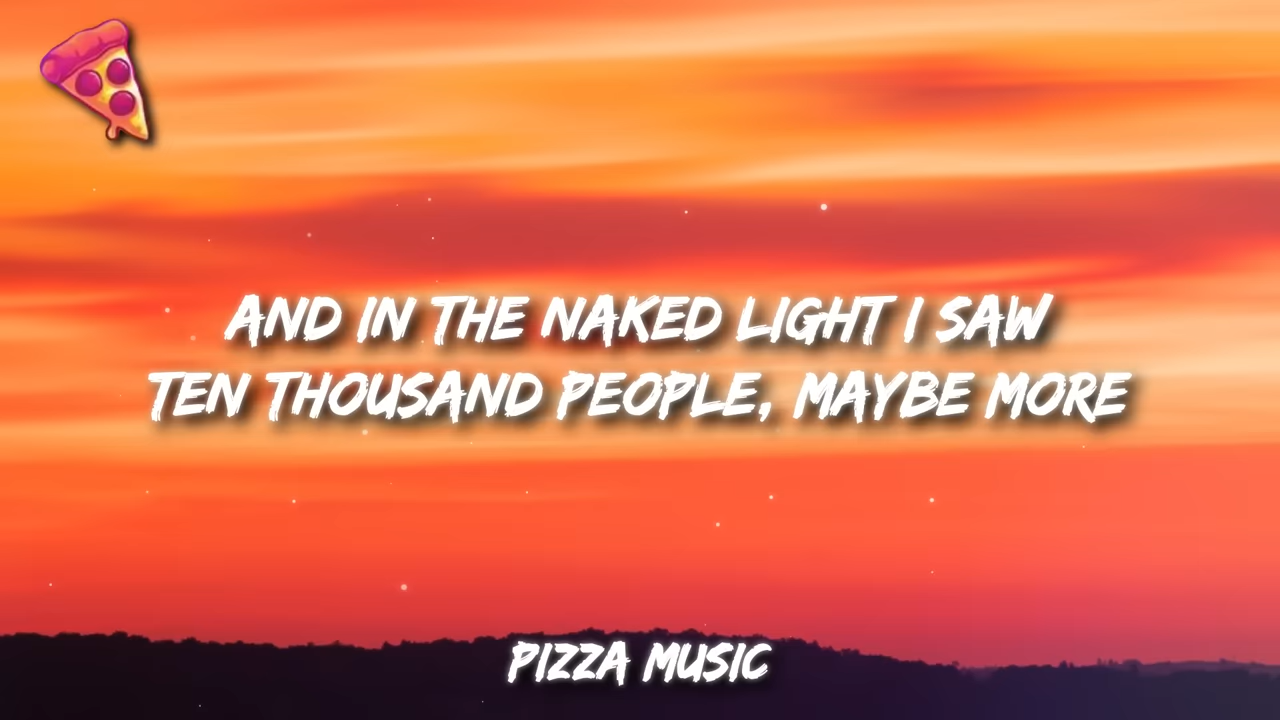 AND IN THE NAKED LIGHT I SAW
TEN THOUSAND PEOPLE, MAYBE MORE
PIZZA MUSIC